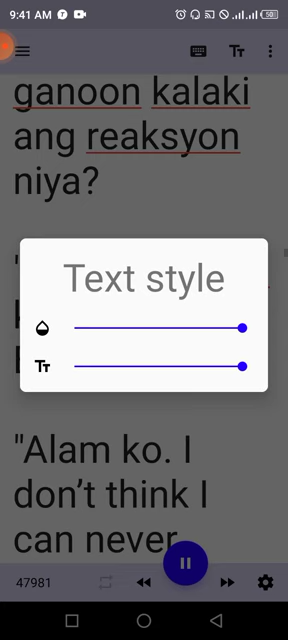 9:41 AM
ganoon kalaki
ang reaksyon
niya?
Text style
"Alam ko. I
don't think I
can never
47981